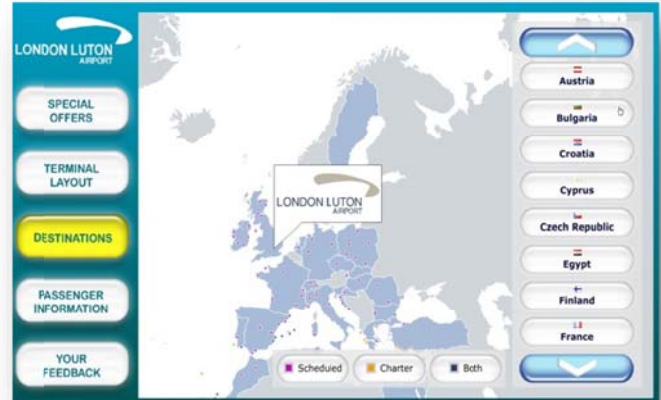 LONDON LUTON
AIRPORT
SPECIAL
OFFERS
TERMINAL
LAYOUT
DESTINATIONS
PASSENGER
INFORMATION
YOUR
FEEDBACK
LONDON LUTON
AIRPORT
Scheduled
Charter
Both
Austria
Bulgaria
Croatia
Cyprus
Czech Republic
Egypt
Finland
France